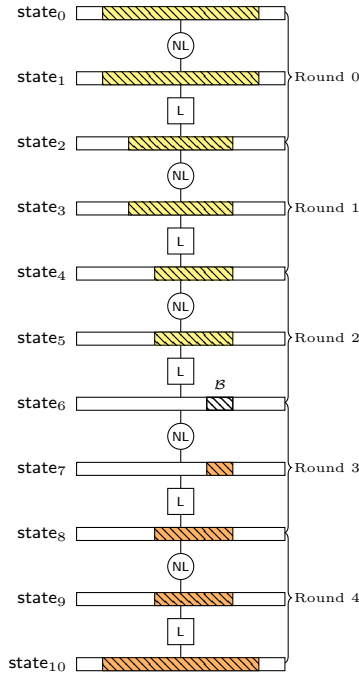 state0
NL
state1
Round 0
L
state2
NL
state3
Round 1
L
state4
NL
state5
Round 2
L
B
state6
NL
state7
Round 3
L
state8
NL
state9
Round 4
L
state10